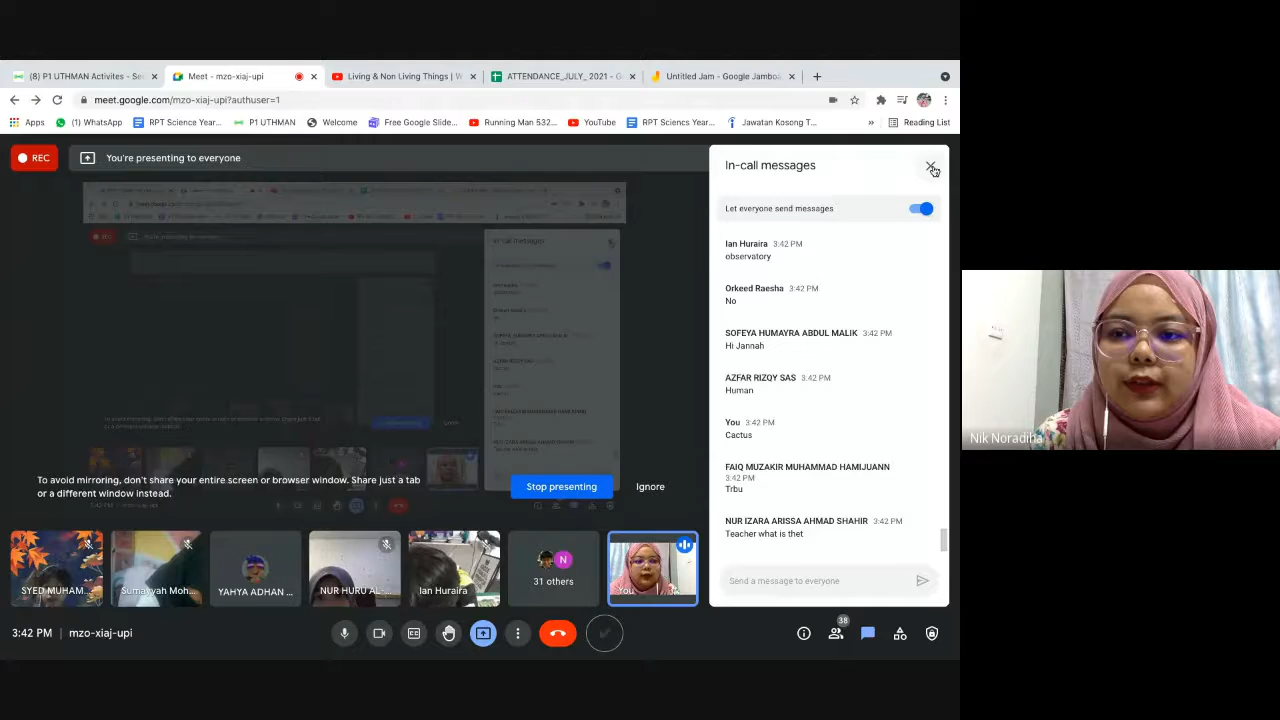 (8) P1 UTHMAN Activites - Se
Meet - mzo-xiaj-upi
Living & Non Living Things | W
ATTENDANCE_JULY_ 2021 - G
Untitled Jam - Google Jamboa
meet.google.com/mzo-xiaj-upi?authuser=1
Apps
(1) WhatsApp
RPT Science Year...
P1 UTHMAN
Welcome
Free Google Slide...
Running Man 532...
YouTube
RPT Sciencs Year...
Jawatan Kosong T...
»
Reading List
REC
You're presenting to everyone
In-call messages
Let everyone send messages
Ian Huraira 3:42 PM
observatory
Orkeed Raesha 3:42 PM
No
SOFEYA HUMAYRA ABDUL MALIK 3:42 PM
Hi Jannah
AZFAR RIZQY SAS 3:42 PM
Human
You 3:42 PM
Cactus
FAIQ MUZAKIR MUHAMMAD HAMIJUANN
3:42 PM
Trbu
NUR IZARA ARISSA AHMAD SHAHIR 3:42 PM
Teacher what is thet
Send a message to everyone
To avoid mirroring, don't share your entire screen or browser window. Share just a tab
or a different window instead.
Stop presenting
Ignore
SYED MUHAM...
Sumayyah Moh...
YAHYA ADHAN ...
NUR HURU AL
Ian Huraira
N
31 others
You
3:42 PM | mzo-xiaj-upi
38
Nik Noradiha